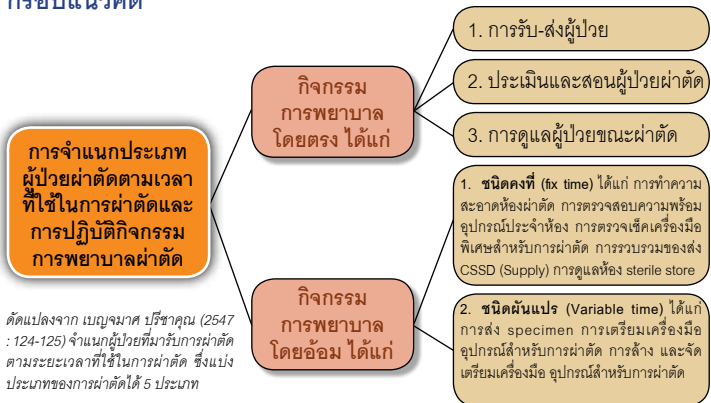 กรอบแนวคิด
การจำแนกประเภท
ผู้ป่วยผ่าตัดตามเวลา
ที่ใช้ในการผ่าตัดและ
การปฏิบัติกิจกรรม
การพยาบาลผ่าตัด
ดัดแปลงจาก เบญจมาศ ปรีชาคุณ (2547
: 124-125) จำแนกผู้ป่วยที่มารับการผ่าตัด
ตามระยะเวลาที่ใช้ในการผ่าตัด ซึ่งแบ่ง
ประเภทของการผ่าตัดได้ 5 ประเภท
กิจกรรม
การพยาบาล
โดยตรง ได้แก่
1. การรับ-ส่งผู้ป่วย
2. ประเมินและสอนผู้ป่วยผ่าตัด
3. การดูแลผู้ป่วยขณะผ่าตัด
กิจกรรม
การพยาบาล
โดยอ้อม ได้แก่
1. ชนิดคงที่ (fix time) ได้แก่ การทำความ
สะอาดห้องผ่าตัด การตรวจสอบความพร้อม
อุปกรณ์ประจำห้อง การตรวจเช็คเครื่องมือ
พิเศษสำหรับการผ่าตัด การรวบรวมของส่ง
CSSD (Supply) การดูแลห้อง sterile store
2. ชนิดผันแปร (Variable time) ได้แก่
การส่ง specimen การเตรียมเครื่องมือ
อุปกรณ์สำหรับการผ่าตัด การล้าง และจัด
เตรียมเครื่องมือ อุปกรณ์สำหรับการผ่าตัด